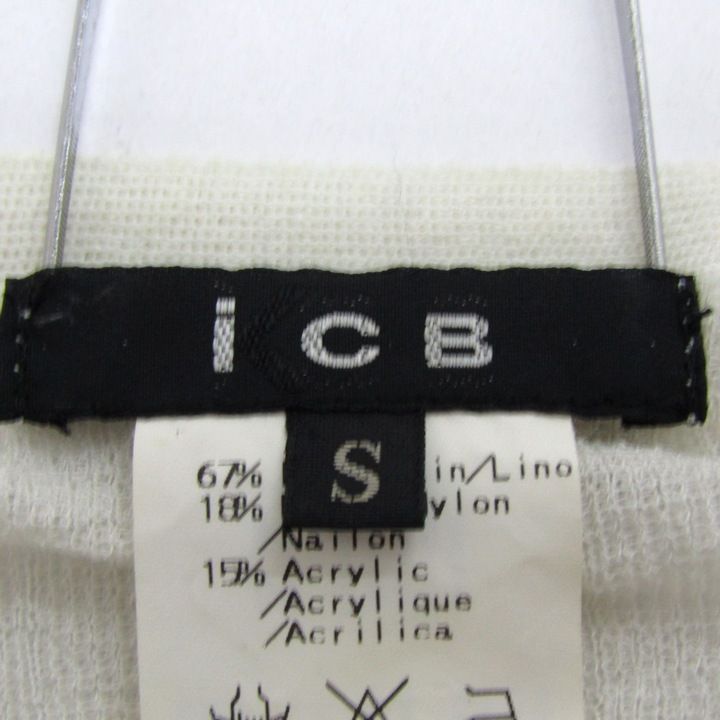 iCB
S
67% in/Lino
18% ylon
/Nailon
15% Acrylic
/Acrylique
/Acrilica